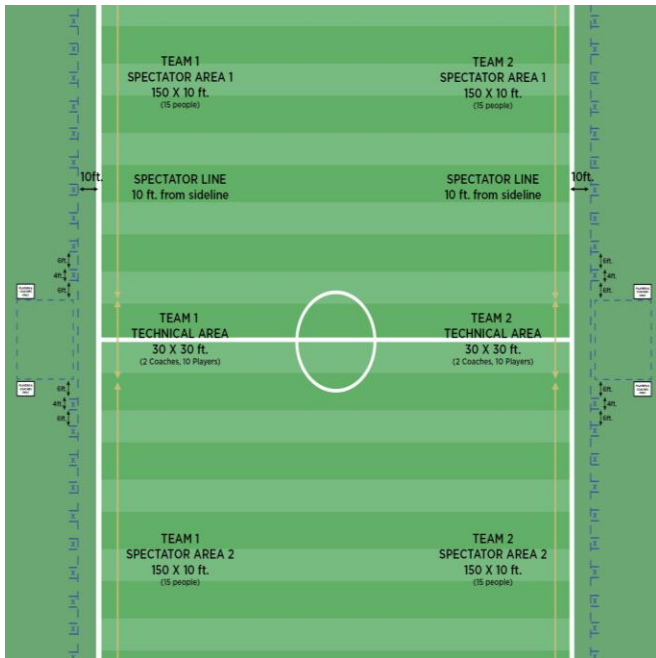 TEAM 1
SPECTATOR AREA 1
150 X 10 ft.
(15 people)
TEAM 2
SPECTATOR AREA 1
150 X 10 ft.
(15 people)
10ft.
SPECTATOR LINE
10 ft. from sideline
SPECTATOR LINE
10 ft. from sideline
10ft.
6ft.
4ft.
6ft.
6ft.
4ft.
6ft.
TEAM 1
TECHNICAL AREA
30 X 30 ft.
(2 Coaches, 10 Players)
TEAM 2
TECHNICAL AREA
30 X 30 ft.
(2 Coaches, 10 Players)
6ft.
4ft.
6ft.
6ft.
4ft.
6ft.
TEAM 1
SPECTATOR AREA 2
150 X 10 ft.
(15 people)
TEAM 2
SPECTATOR AREA 2
150 X 10 ft.
(15 people)